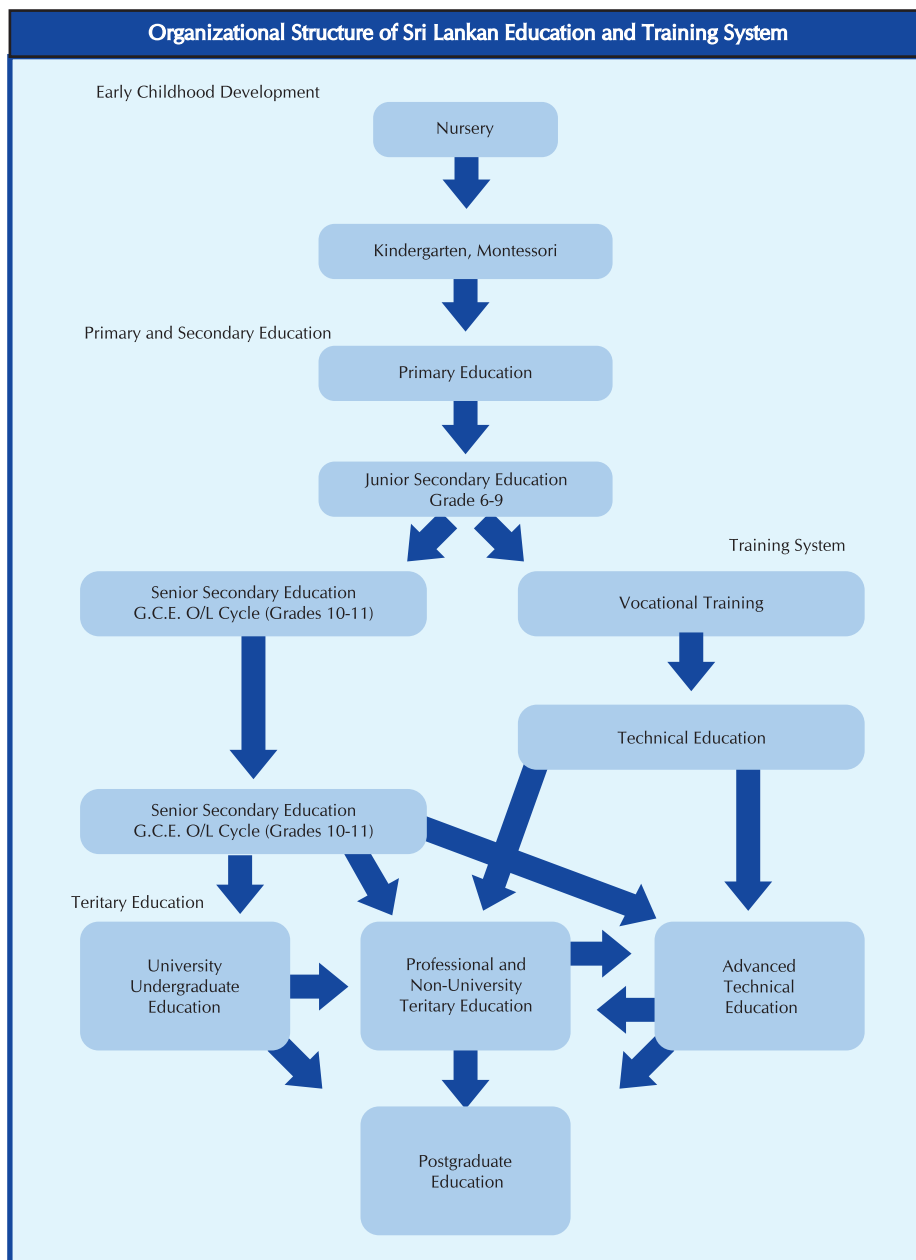 Organizational Structure of Sri Lankan Education and Training System
Early Childhood Development
Nursery
Kindergarten, Montessori
Primary and Secondary Education
Primary Education
Junior Secondary Education
Grade 6-9
Training System
Senior Secondary Education
G.C.E. O/L Cycle (Grades 10-11)
Vocational Training
Technical Education
Senior Secondary Education
G.C.E. O/L Cycle (Grades 10-11)
Teritary Education
University
Undergraduate
Education
Professional and
Non-University
Teritary Education
Advanced
Technical
Education
Postgraduate
Education